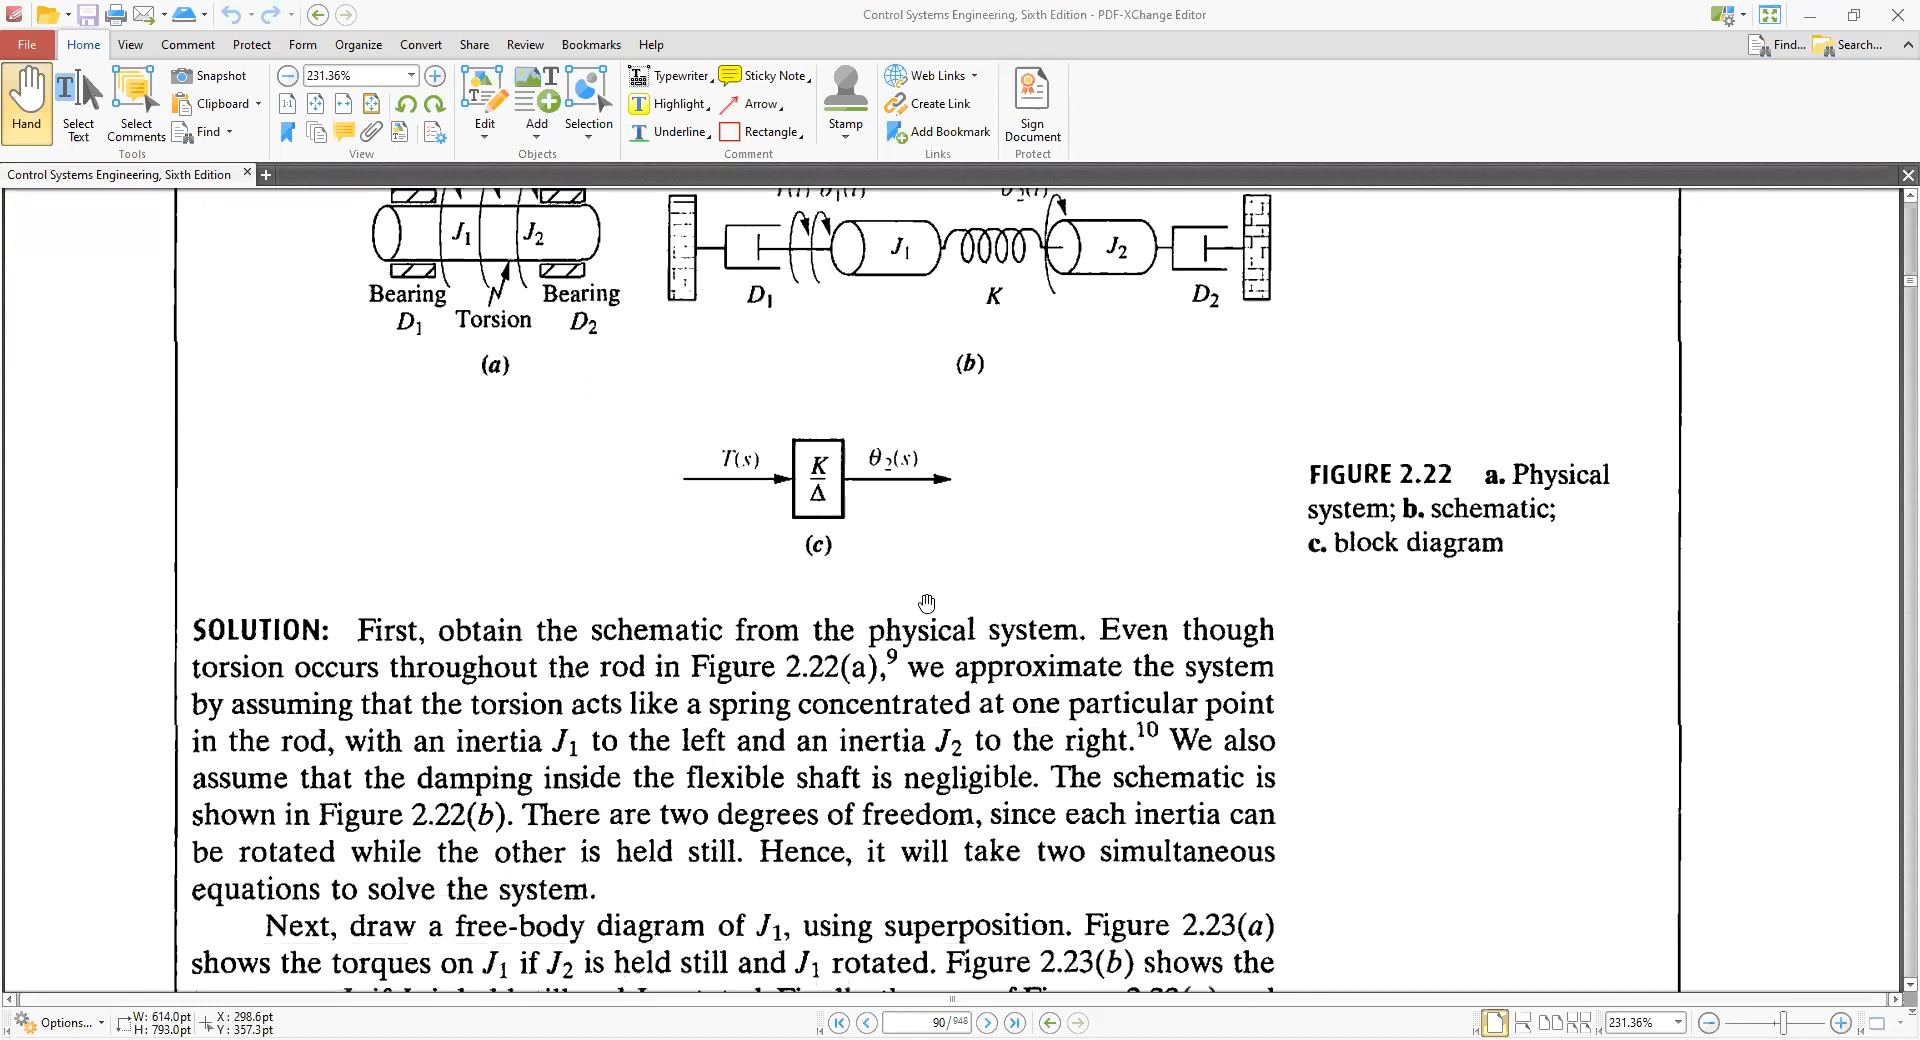 Control Systems Engineering, Sixth Edition - PDF-XChange Editor
File Home View Comment Protect Form Organize Convert Share Review Bookmarks Help Find... Search...
Hand
Select Text
Select Comments
Snapshot
Clipboard
Find
Tools
231.36%
1:1
View
Edit
Add
Selection
Objects
Typewriter
Highlight
Underline
Sticky Note
Arrow
Rectangle
Stamp
Comment
Web Links
Create Link
Add Bookmark
Links
Sign Document
Protect
Control Systems Engineering, Sixth Edition
J1 J2
Bearing Bearing
D1 Torsion D2
(a)
J1 J2
D1 K D2
(b)
T(s) K/Δ θ2(s)
(c)
FIGURE 2.22 a. Physical
system; b. schematic;
c. block diagram
SOLUTION: First, obtain the schematic from the physical system. Even though
torsion occurs throughout the rod in Figure 2.22(a),9 we approximate the system
by assuming that the torsion acts like a spring concentrated at one particular point
in the rod, with an inertia J1 to the left and an inertia J2 to the right.10 We also
assume that the damping inside the flexible shaft is negligible. The schematic is
shown in Figure 2.22(b). There are two degrees of freedom, since each inertia can
be rotated while the other is held still. Hence, it will take two simultaneous
equations to solve the system.
Next, draw a free-body diagram of J1, using superposition. Figure 2.23(a)
shows the torques on J1 if J2 is held still and J1 rotated. Figure 2.23(b) shows the
Options...
W: 614.0pt
H: 793.0pt
X: 298.6pt
Y: 357.3pt
90/948
231.36%